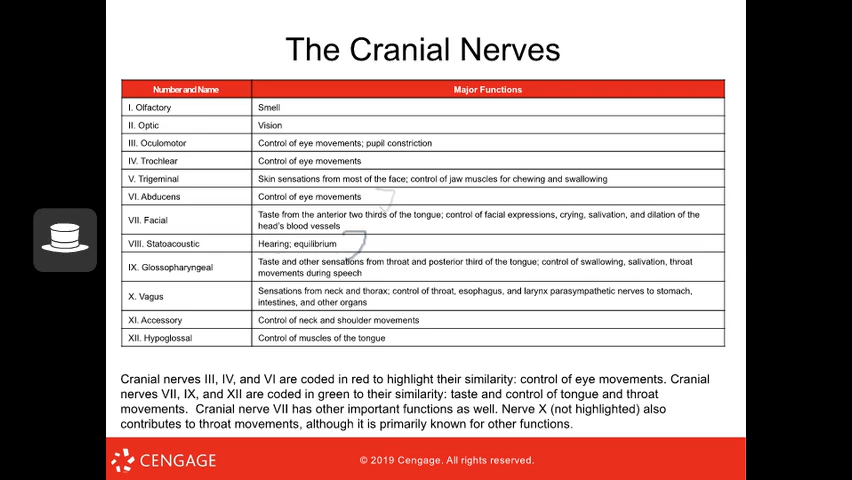 The Cranial Nerves
Number and Name Major Functions
I. Olfactory Smell
II. Optic Vision
III. Oculomotor Control of eye movements; pupil constriction
IV. Trochlear Control of eye movements
V. Trigeminal Skin sensations from most of the face; control of jaw muscles for chewing and swallowing
VI. Abducens Control of eye movements
VII. Facial Taste from the anterior two thirds of the tongue; control of facial expressions, crying, salivation, and dilation of the
head's blood vessels
VIII. Statoacoustic Hearing; equilibrium
IX. Glossopharyngeal Taste and other sensations from throat and posterior third of the tongue; control of swallowing, salivation, throat
movements during speech
X. Vagus Sensations from neck and thorax; control of throat, esophagus, and larynx parasympathetic nerves to stomach,
intestines, and other organs
XI. Accessory Control of neck and shoulder movements
XII. Hypoglossal Control of muscles of the tongue
Cranial nerves III, IV, and VI are coded in red to highlight their similarity: control of eye movements. Cranial
nerves VII, IX, and XII are coded in green to their similarity: taste and control of tongue and throat
movements. Cranial nerve VII has other important functions as well. Nerve X (not highlighted) also
contributes to throat movements, although it is primarily known for other functions.
CENGAGE © 2019 Cengage. All rights reserved.